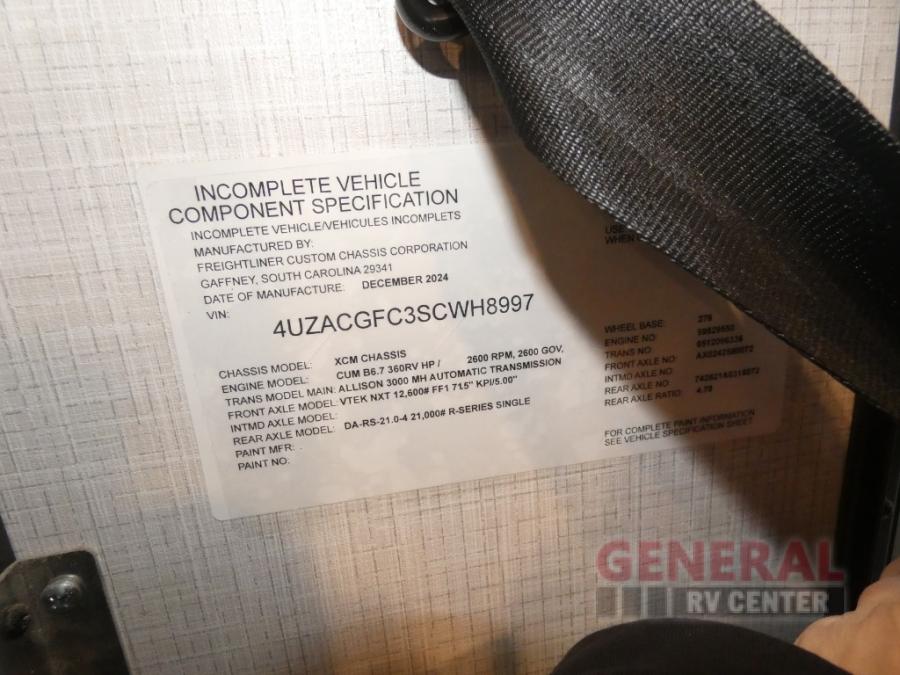 INCOMPLETE VEHICLE
COMPONENT SPECIFICATION
INCOMPLETE VEHICLE/VEHICULES INCOMPLETS
MANUFACTURED BY:
FREIGHTLINER CUSTOM CHASSIS CORPORATION
GAFFNEY, SOUTH CAROLINA 29341
DATE OF MANUFACTURE: DECEMBER 2024
VIN:
4UZACGFC3SCWH8997
CHASSIS MODEL: XCM CHASSIS
ENGINE MODEL: CUM B6.7 360RV HP / 2600 RPM, 2600 GOV,
TRANS MODEL MAIN: ALLISON 3000 MH AUTOMATIC TRANSMISSION
FRONT AXLE MODEL: VTEK NXT 12,600# FF1 71.5" KPI/5.00"
INTMD AXLE MODEL:
REAR AXLE MODEL: DA-RS-21.0-4 21,000# R-SERIES SINGLE
PAINT MFR:
PAINT NO:
USE
WHEN
WHEEL BASE: 276
ENGINE NO:
TRANS NO:
FRONT AXLE NO:
INTMD AXLE NO:
REAR AXLE NO:
REAR AXLE RATIO: 4.78
FOR COMPLETE PAINT INFORMATION
SEE VEHICLE SPECIFICATION SHEET
GENERAL
RV CENTER